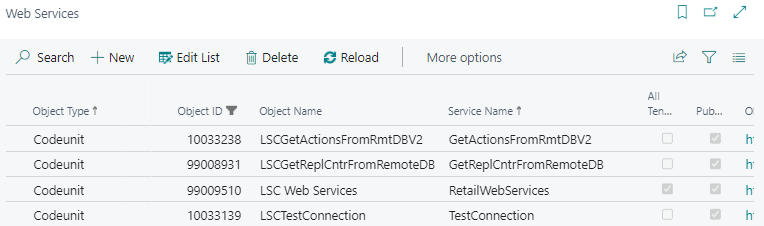 Web Services
Search New Edit List Delete Reload More options
All
Object Type ↑ Object ID Object Name Service Name ↑ Ten... Pub...
Codeunit 10033238 LSCGetActionsFromRmtDBV2 GetActionsFromRmtDBV2
Codeunit 99008931 LSCGetReplCntrFromRemoteDB GetReplCntrFromRemoteDB
Codeunit 99009510 LSC Web Services RetailWebServices
Codeunit 10033139 LSCTestConnection TestConnection